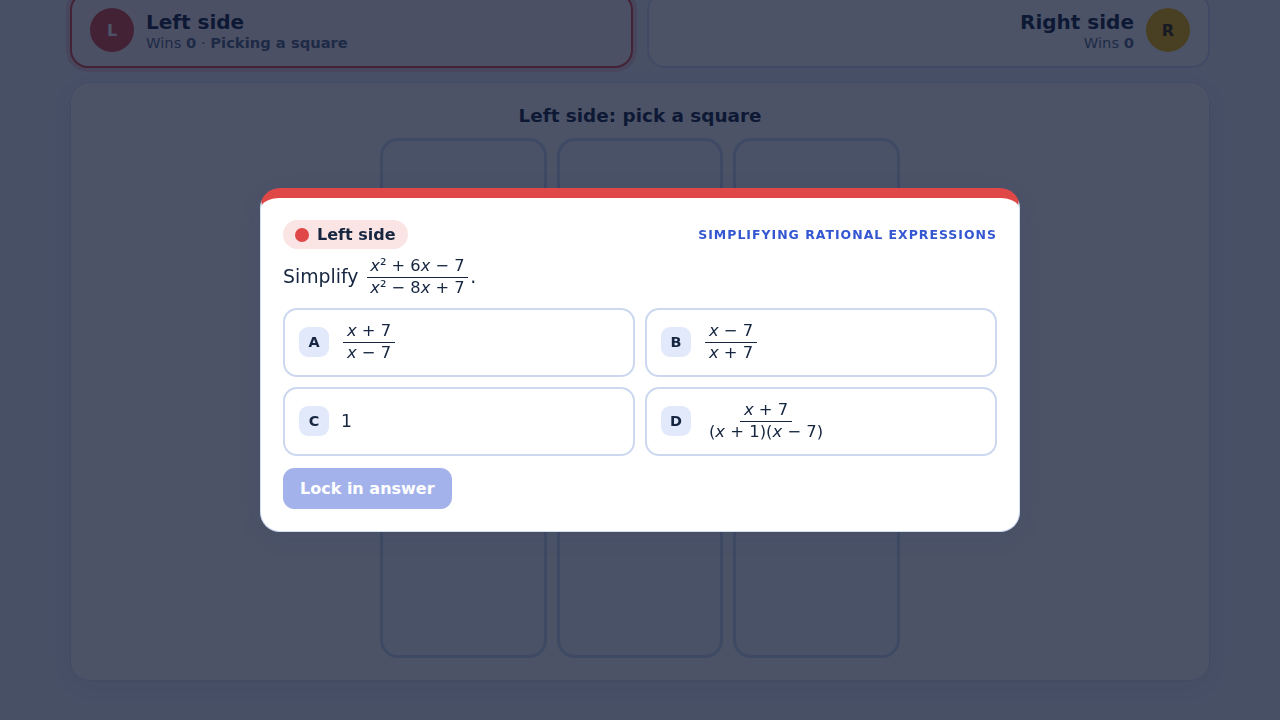 L
Left side
Wins 0 · Picking a square
Right side
Wins 0
R
Left side: pick a square
Left side
SIMPLIFYING RATIONAL EXPRESSIONS
Simplify (x² + 6x − 7)/(x² − 8x + 7).
A (x + 7)/(x − 7)
B (x − 7)/(x + 7)
C 1
D (x + 7)/((x + 1)(x − 7))
Lock in answer